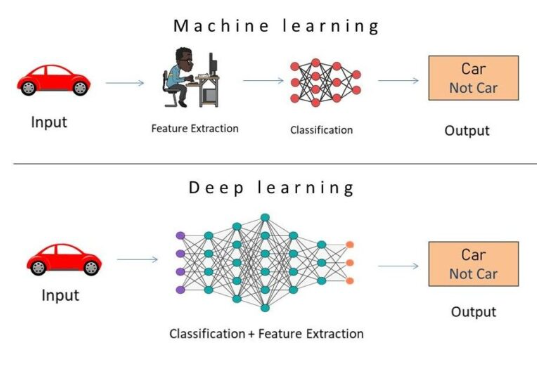 Machine learning
Input
Feature Extraction
Classification
Car
Not Car
Output
Deep learning
Input
Classification + Feature Extraction
Car
Not Car
Output